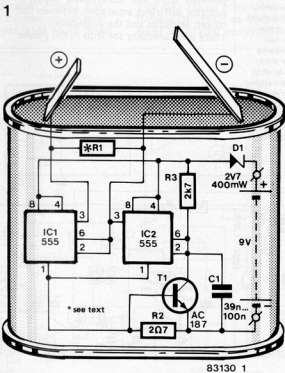 1
+
−
*R1
8 4
3
6
2
1
IC1
555
8 4
3
6
2
1
IC2
555
R3
2k7
D1
2V7
400mW
+
9V
−
T1
AC
187
C1
39n...
100n
R2
2Ω7
* see text
83130 1